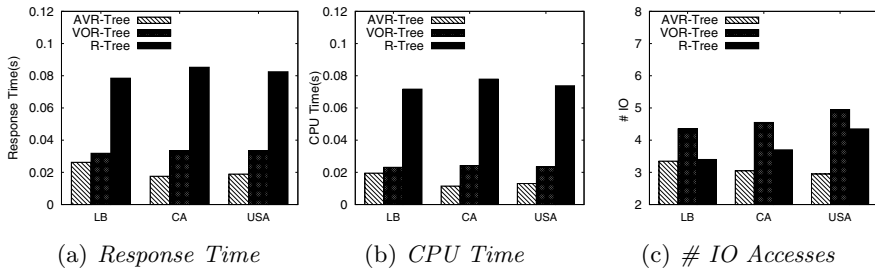 AVR-Tree
VOR-Tree
R-Tree
Response Time(s)
0.12
0.1
0.08
0.06
0.04
0.02
0
LB CA USA
(a) Response Time
AVR-Tree
VOR-Tree
R-Tree
CPU Time(s)
0.12
0.1
0.08
0.06
0.04
0.02
0
LB CA USA
(b) CPU Time
AVR-Tree
VOR-Tree
R-Tree
# IO
8
7
6
5
4
3
2
LB CA USA
(c) # IO Accesses